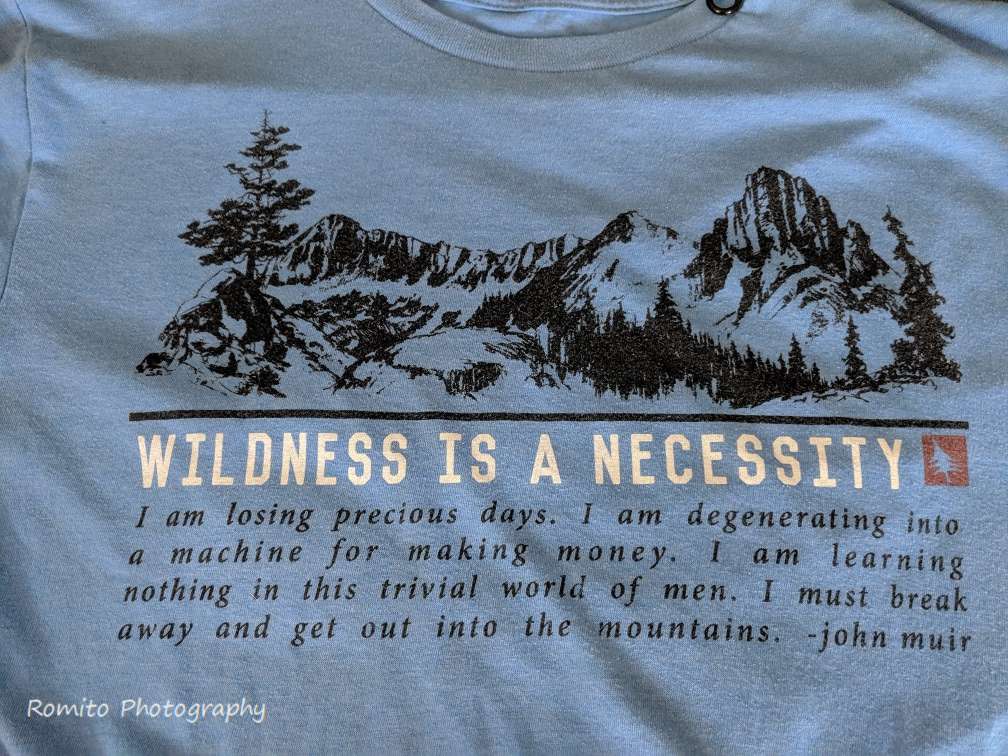 WILDNESS IS A NECESSITY
I am losing precious days. I am degenerating into
a machine for making money. I am learning
nothing in this trivial world of men. I must break
away and get out into the mountains. -john muir
Romito Photography